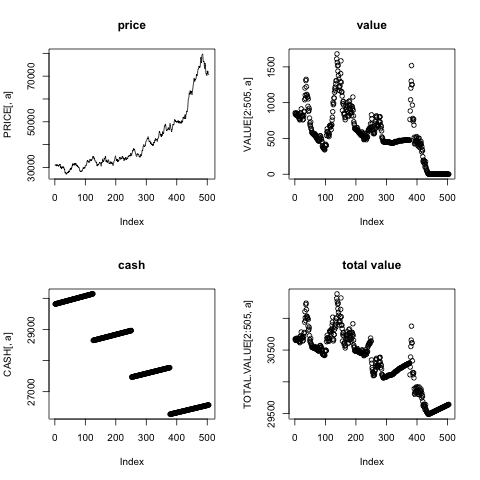 price
PRICE[, a]
30000 50000 70000
0 100 200 300 400 500
Index
value
VALUE[2:505, a]
0 500 1000 1500
0 100 200 300 400 500
Index
cash
CASH[, a]
27000 29000
0 100 200 300 400 500
Index
total value
TOTAL.VALUE[2:505, a]
29500 30500
0 100 200 300 400 500
Index